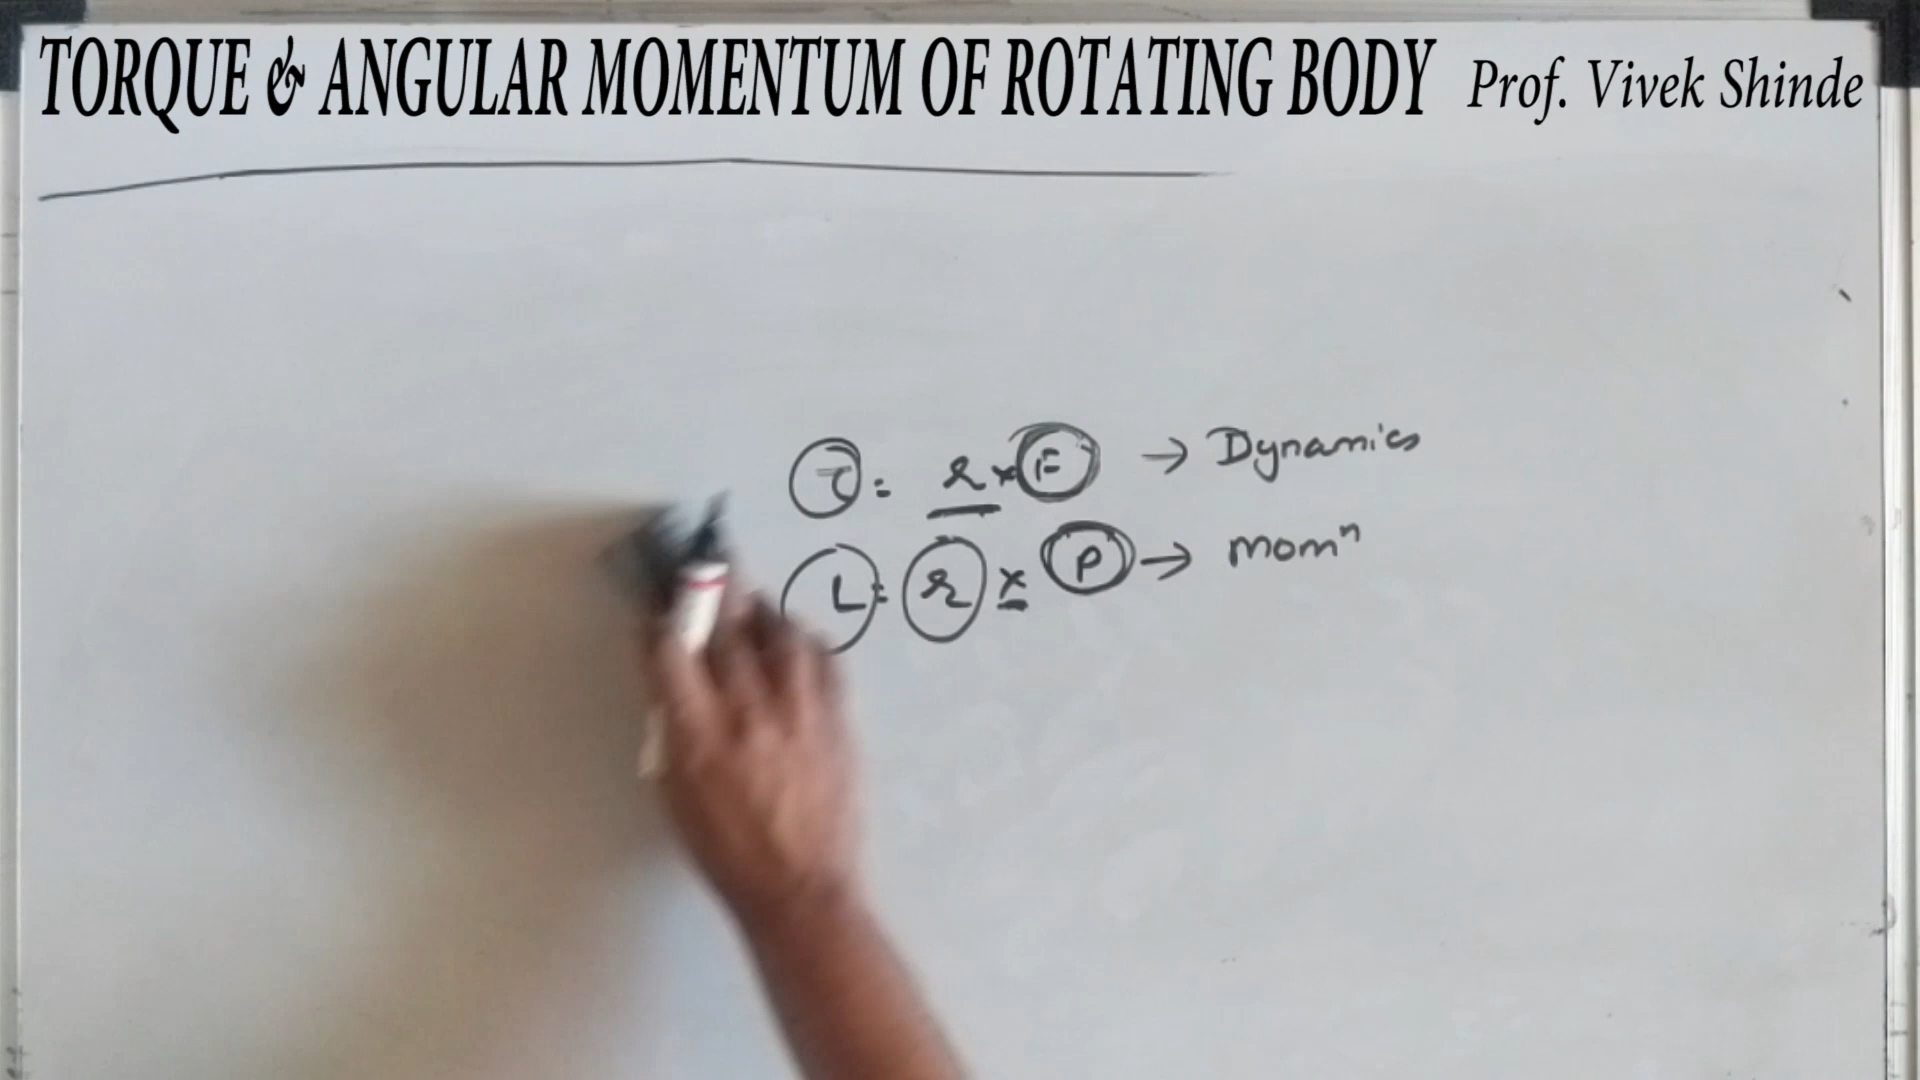 TORQUE & ANGULAR MOMENTUM OF ROTATING BODY Prof. Vivek Shinde
τ = r × F → Dynamics
L = r × P → momⁿ